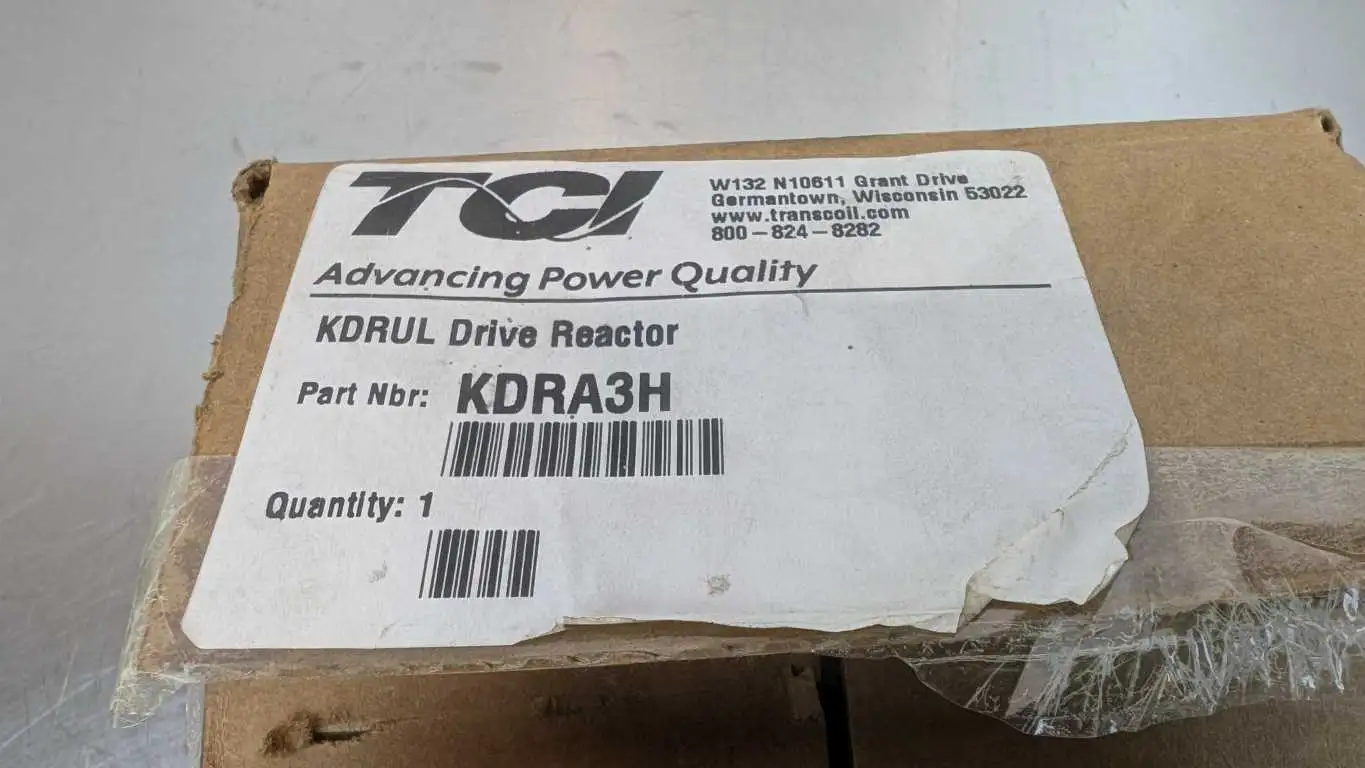 TCI
W132 N10611 Grant Drive
Germantown, Wisconsin 53022
www.transcoil.com
800-824-8282
Advancing Power Quality
KDRUL Drive Reactor
Part Nbr: KDRA3H
Quantity: 1